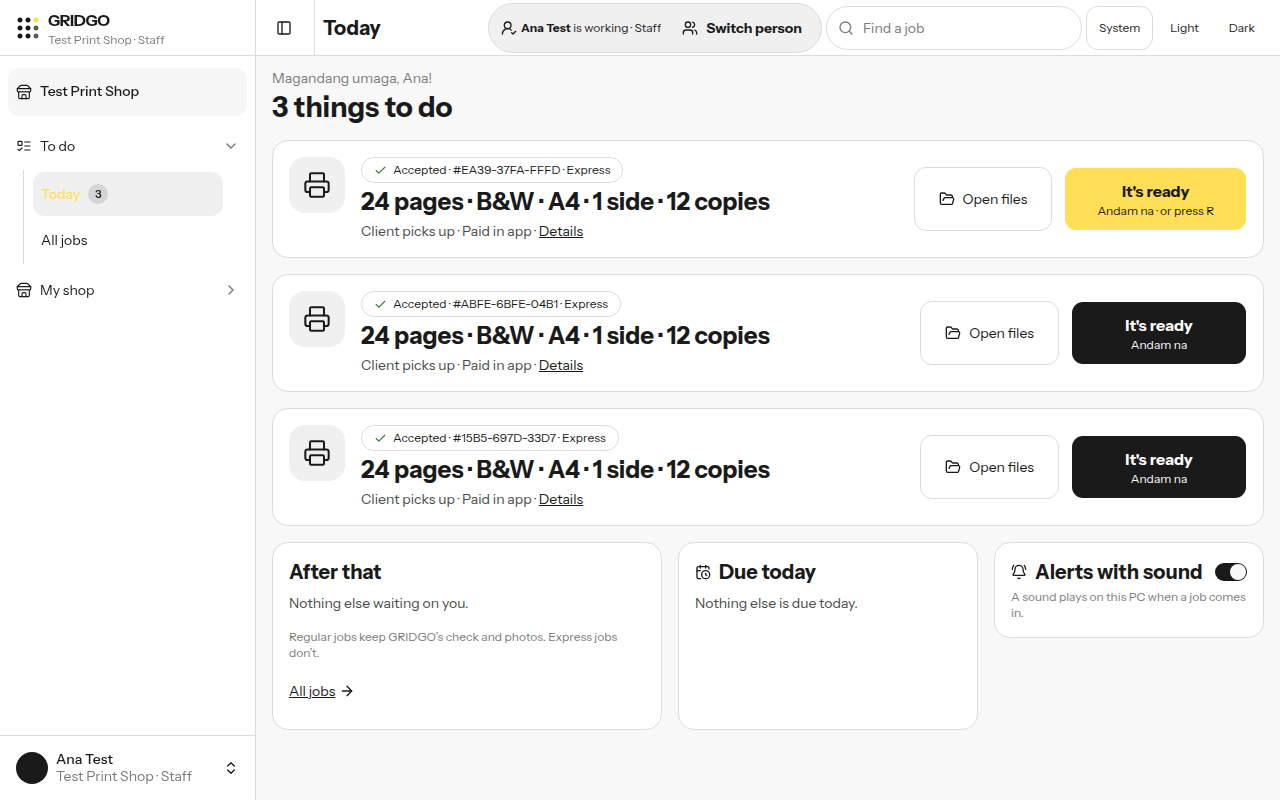 GRIDGO
Test Print Shop · Staff
Today
Ana Test is working · Staff
Switch person
Find a job
System
Light
Dark
Test Print Shop
To do
Today 3
All jobs
My shop
Magandang umaga, Ana!
3 things to do
Accepted · #EA39-37FA-FFFD · Express
24 pages · B&W · A4 · 1 side · 12 copies
Client picks up · Paid in app · Details
Open files
It's ready
Andam na · or press R
Accepted · #ABFE-6BFE-04B1 · Express
24 pages · B&W · A4 · 1 side · 12 copies
Client picks up · Paid in app · Details
Open files
It's ready
Andam na
Accepted · #15B5-697D-33D7 · Express
24 pages · B&W · A4 · 1 side · 12 copies
Client picks up · Paid in app · Details
Open files
It's ready
Andam na
After that
Nothing else waiting on you.
Regular jobs keep GRIDGO’s check and photos. Express jobs
don’t.
All jobs
Due today
Nothing else is due today.
Alerts with sound
A sound plays on this PC when a job comes
in.
Ana Test
Test Print Shop · Staff